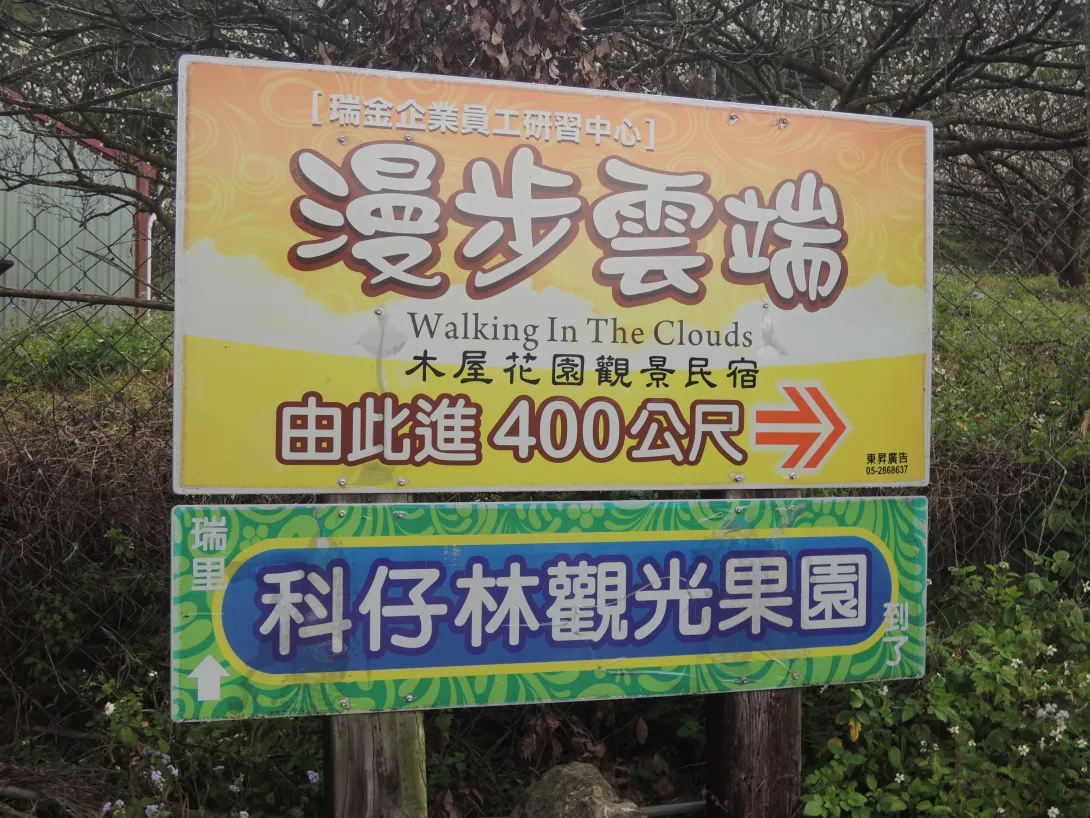 [瑞金企業員工研習中心]
漫步雲端
Walking In The Clouds
木屋花園觀景民宿
由此進400公尺
東昇廣告
05-2868637
瑞里
科仔林觀光果園
到了